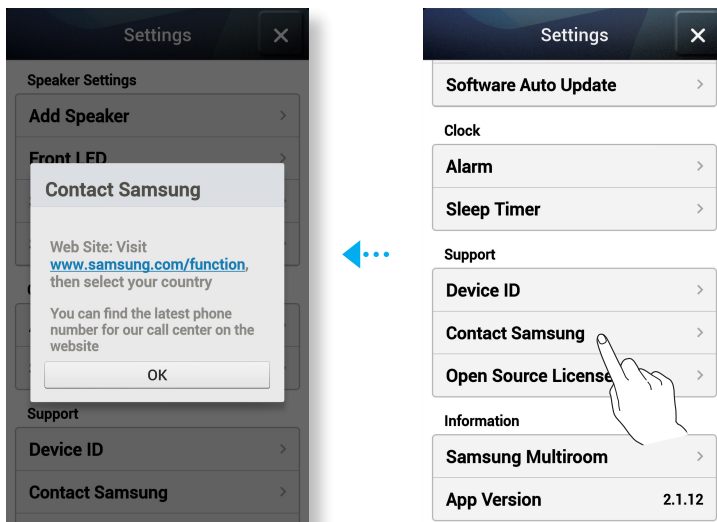 Settings
Speaker Settings
Add Speaker
Front LED
Contact Samsung
Web Site: Visit
www.samsung.com/function,
then select your country
You can find the latest phone
number for our call center on the
website
OK
Support
Device ID
Contact Samsung
Settings
Software Auto Update
Clock
Alarm
Sleep Timer
Support
Device ID
Contact Samsung
Open Source License
Information
Samsung Multiroom
App Version 2.1.12